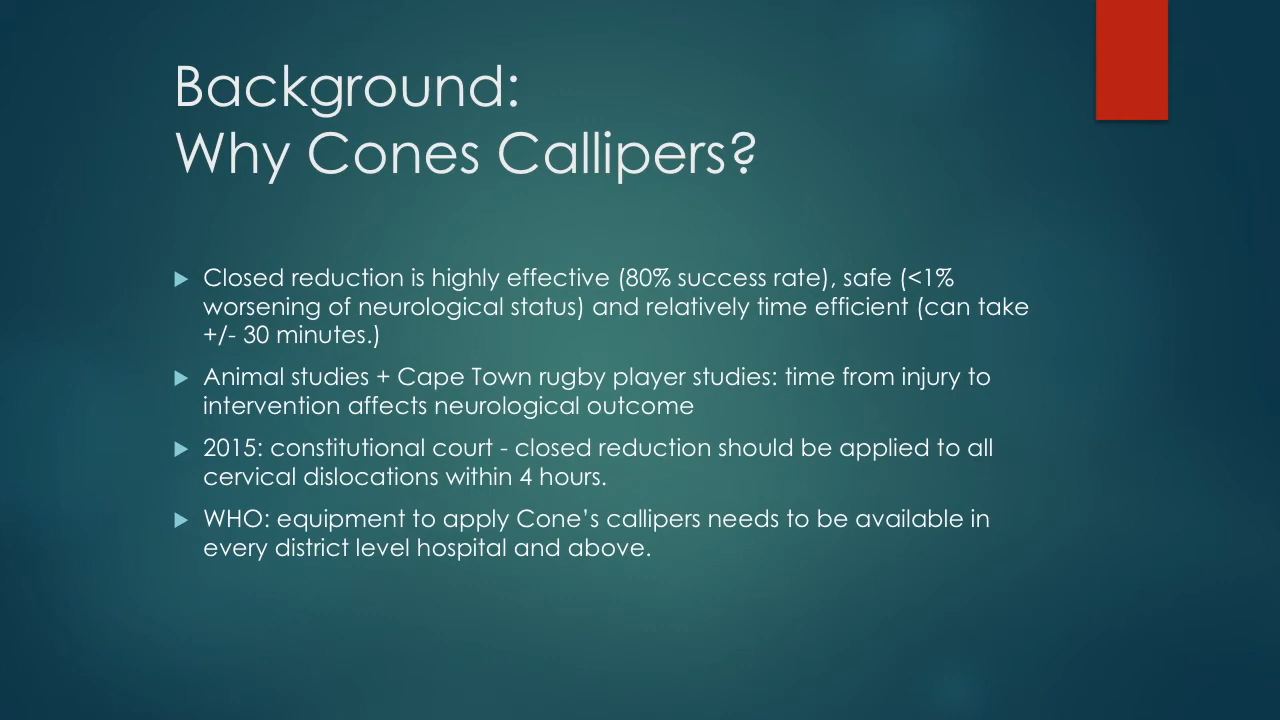 Background:
Why Cones Callipers?
Closed reduction is highly effective (80% success rate), safe (<1%
worsening of neurological status) and relatively time efficient (can take
+/- 30 minutes.)
Animal studies + Cape Town rugby player studies: time from injury to
intervention affects neurological outcome
2015: constitutional court - closed reduction should be applied to all
cervical dislocations within 4 hours.
WHO: equipment to apply Cone’s callipers needs to be available in
every district level hospital and above.